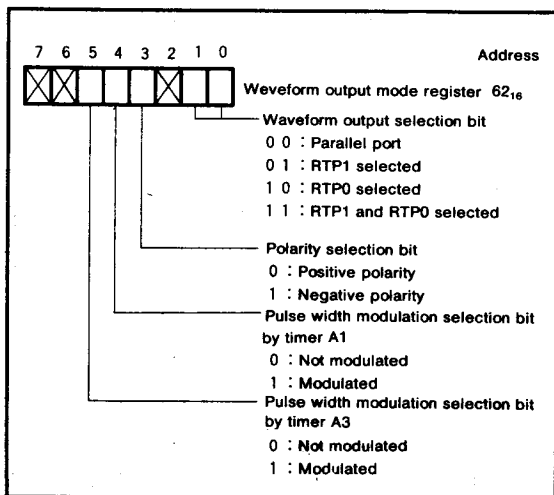 7 6 5 4 3 2 1 0 Address
Weveform output mode register 62₁₆
Waveform output selection bit
0 0 : Parallel port
0 1 : RTP1 selected
1 0 : RTP0 selected
1 1 : RTP1 and RTP0 selected
Polarity selection bit
0 : Positive polarity
1 : Negative polarity
Pulse width modulation selection bit
by timer A1
0 : Not modulated
1 : Modulated
Pulse width modulation selection bit
by timer A3
0 : Not modulated
1 : Modulated